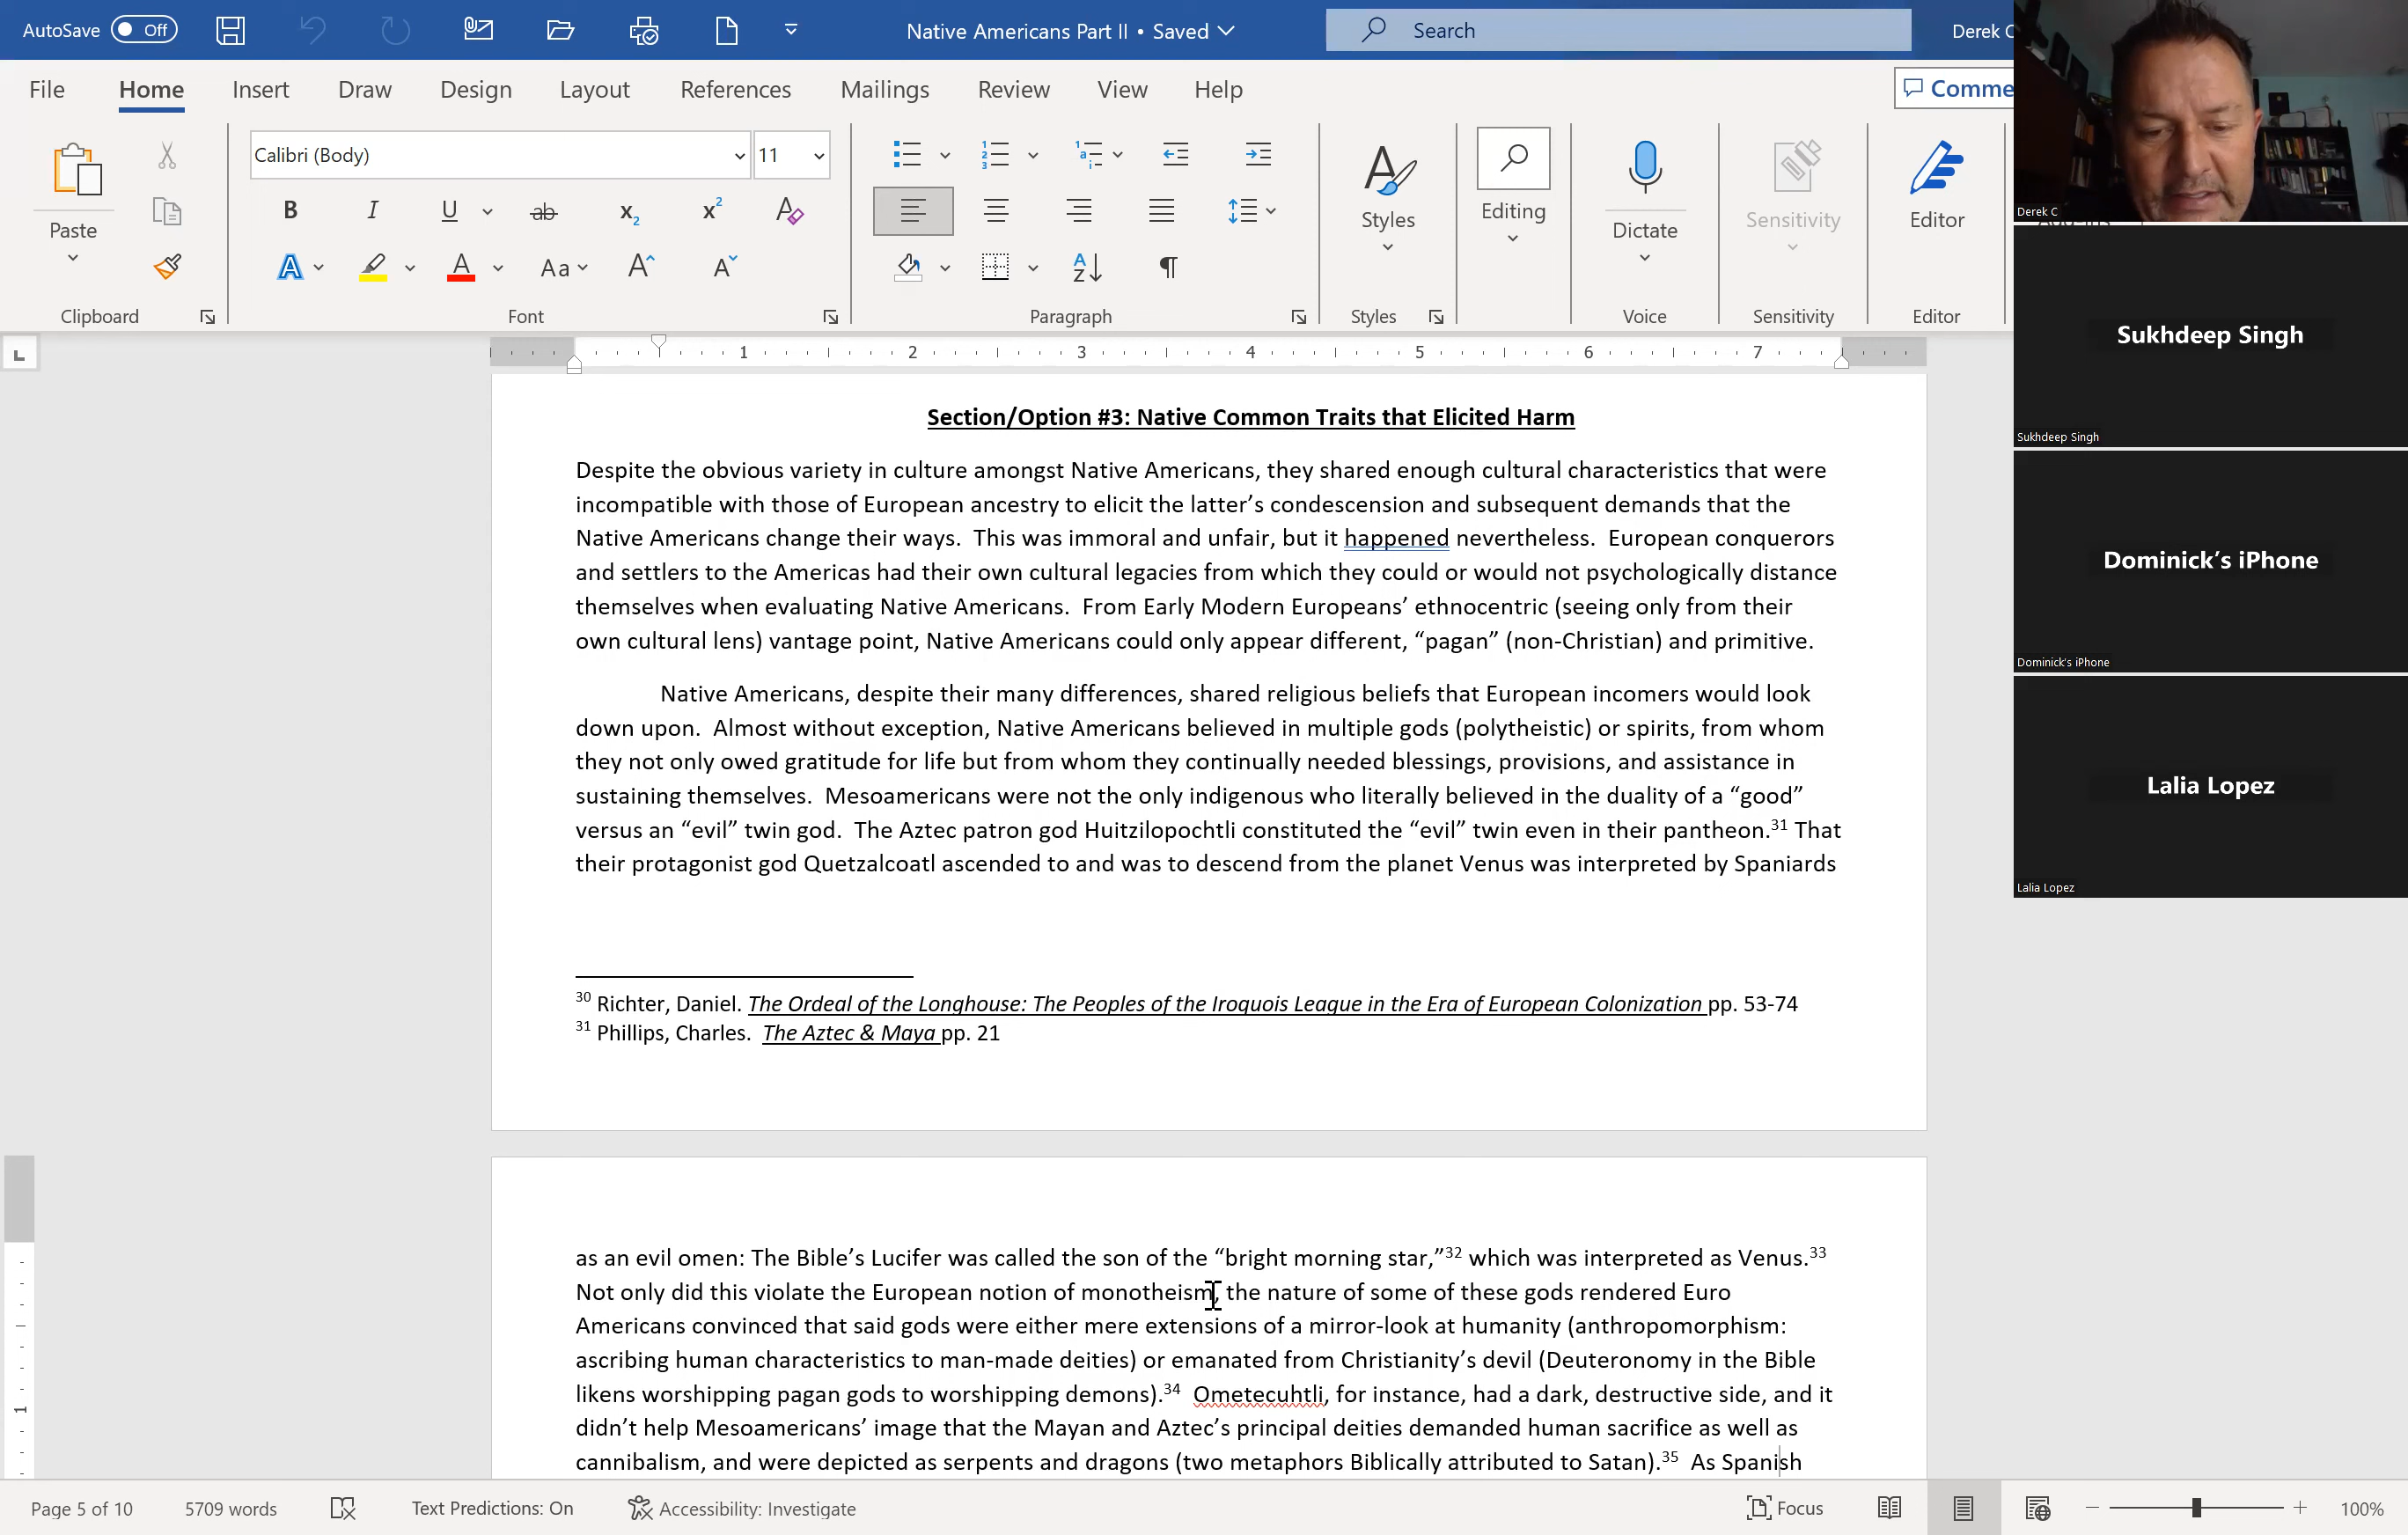 AutoSave Off Native Americans Part II • Saved Search Derek C
File Home Insert Draw Design Layout References Mailings Review View Help Comme
Paste
Calibri (Body) 11
B I U ab x2 x2 A
A A Aa A A
Styles
Editing
Dictate
Sensitivity
Editor
Clipboard Font Paragraph Styles Voice Sensitivity Editor
1 2 3 4 5 6 7
Section/Option #3: Native Common Traits that Elicited Harm
Despite the obvious variety in culture amongst Native Americans, they shared enough cultural characteristics that were
incompatible with those of European ancestry to elicit the latter’s condescension and subsequent demands that the
Native Americans change their ways.  This was immoral and unfair, but it happened nevertheless.  European conquerors
and settlers to the Americas had their own cultural legacies from which they could or would not psychologically distance
themselves when evaluating Native Americans.  From Early Modern Europeans’ ethnocentric (seeing only from their
own cultural lens) vantage point, Native Americans could only appear different, “pagan” (non-Christian) and primitive.
Native Americans, despite their many differences, shared religious beliefs that European incomers would look
down upon.  Almost without exception, Native Americans believed in multiple gods (polytheistic) or spirits, from whom
they not only owed gratitude for life but from whom they continually needed blessings, provisions, and assistance in
sustaining themselves.  Mesoamericans were not the only indigenous who literally believed in the duality of a “good”
versus an “evil” twin god.  The Aztec patron god Huitzilopochtli constituted the “evil” twin even in their pantheon.31 That
their protagonist god Quetzalcoatl ascended to and was to descend from the planet Venus was interpreted by Spaniards
30 Richter, Daniel. The Ordeal of the Longhouse: The Peoples of the Iroquois League in the Era of European Colonization pp. 53-74
31 Phillips, Charles.  The Aztec & Maya pp. 21
as an evil omen: The Bible’s Lucifer was called the son of the “bright morning star,”32 which was interpreted as Venus.33
Not only did this violate the European notion of monotheism, the nature of some of these gods rendered Euro
Americans convinced that said gods were either mere extensions of a mirror-look at humanity (anthropomorphism:
ascribing human characteristics to man-made deities) or emanated from Christianity’s devil (Deuteronomy in the Bible
likens worshipping pagan gods to worshipping demons).34  Ometecuhtli, for instance, had a dark, destructive side, and it
didn’t help Mesoamericans’ image that the Mayan and Aztec’s principal deities demanded human sacrifice as well as
cannibalism, and were depicted as serpents and dragons (two metaphors Biblically attributed to Satan).35  As Spanish
1
Page 5 of 10 5709 words Text Predictions: On Accessibility: Investigate Focus 100%
Derek C
Sukhdeep Singh
Sukhdeep Singh
Dominick’s iPhone
Dominick's iPhone
Lalia Lopez
Lalia Lopez